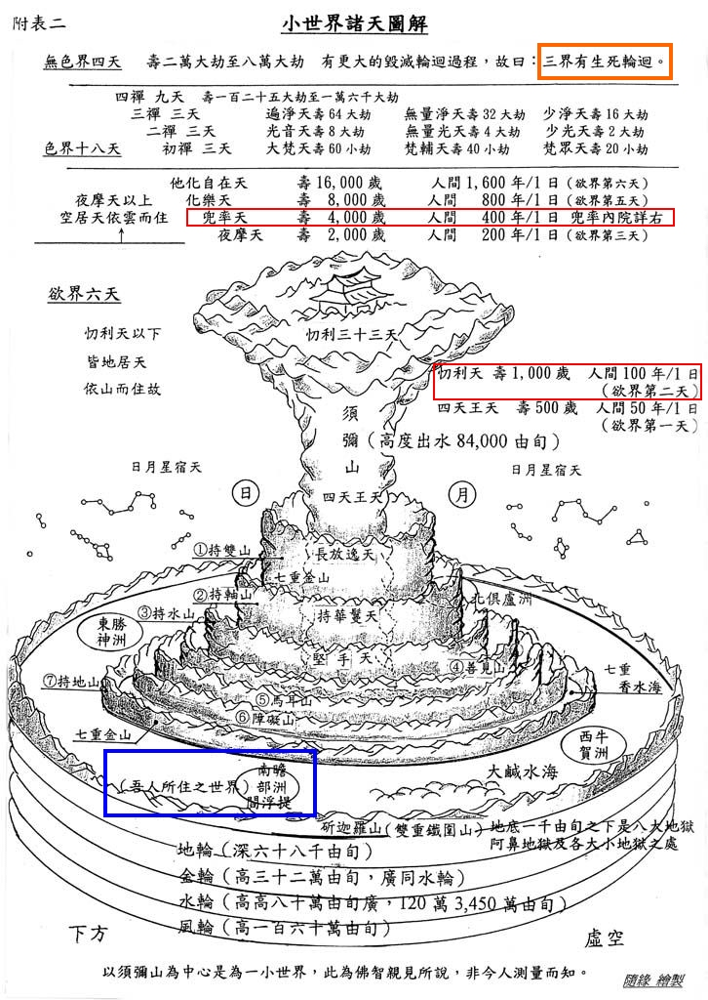 附表二
小世界諸天圖解
無色界四天 壽二萬大劫至八萬大劫 有更大的毀滅輪迴過程，故曰：三界有生死輪迴。
四禪 九天 壽一百二十五大劫至一萬六千大劫
三禪 三天 遍淨天壽64大劫 無量淨天壽32大劫 少淨天壽16大劫
二禪 三天 光音天壽8大劫 無量光天壽4大劫 少光天壽2大劫
色界十八天 初禪 三天 大梵天壽60小劫 梵輔天壽40小劫 梵眾天壽20小劫
他化自在天 壽16,000歲 人間1,600年/1日(欲界第六天)
夜摩天以上 化樂天 壽 8,000歲 人間 800年/1日(欲界第五天)
空居天依雲而住 兜率天 壽 4,000歲 人間 400年/1日 兜率內院詳右
夜摩天 壽 2,000歲 人間 200年/1日(欲界第三天)
欲界六天
忉利三十三天
忉利天以下
皆地居天
依山而住故
忉利天 壽1,000歲 人間100年/1日
(欲界第二天)
四天王天 壽500歲 人間50年/1日
(欲界第一天)
須彌山(高度出水84,000由旬)
日月星宿天
日月星宿天
日
月
四天王天
①持雙山
長放逸天
七重金山
②持軸山
北俱盧洲
③持水山
持華鬘天
東勝神洲
堅手天
④善見山
七重香水海
⑦持地山
⑤馬耳山
⑥障礙山
七重金山
西牛賀洲
大鹹水海
(吾人所住之世界)
南瞻部洲
閻浮提
斫迦羅山(雙重鐵圍山)
地底一千由旬之下是八大地獄
阿鼻地獄及各大小地獄之處
地輪(深六十八千由旬)
金輪(高三十二萬由旬，廣同水輪)
水輪(高高八十萬由旬廣，120萬3,450萬由旬)
風輪(高一百六十萬由旬)
下方
虛空
以須彌山為中心是為一小世界，此為佛智親見所說，非今人測量而知。
隨緣 繪製